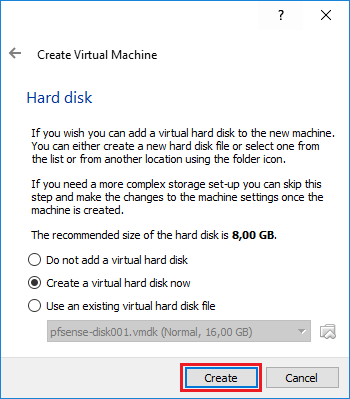 ?
Create Virtual Machine
Hard disk
If you wish you can add a virtual hard disk to the new machine.
You can either create a new hard disk file or select one from
the list or from another location using the folder icon.
If you need a more complex storage set-up you can skip this
step and make the changes to the machine settings once the
machine is created.
The recommended size of the hard disk is 8,00 GB.
Do not add a virtual hard disk
Create a virtual hard disk now
Use an existing virtual hard disk file
pfsense-disk001.vmdk (Normal, 16,00 GB)
Create Cancel